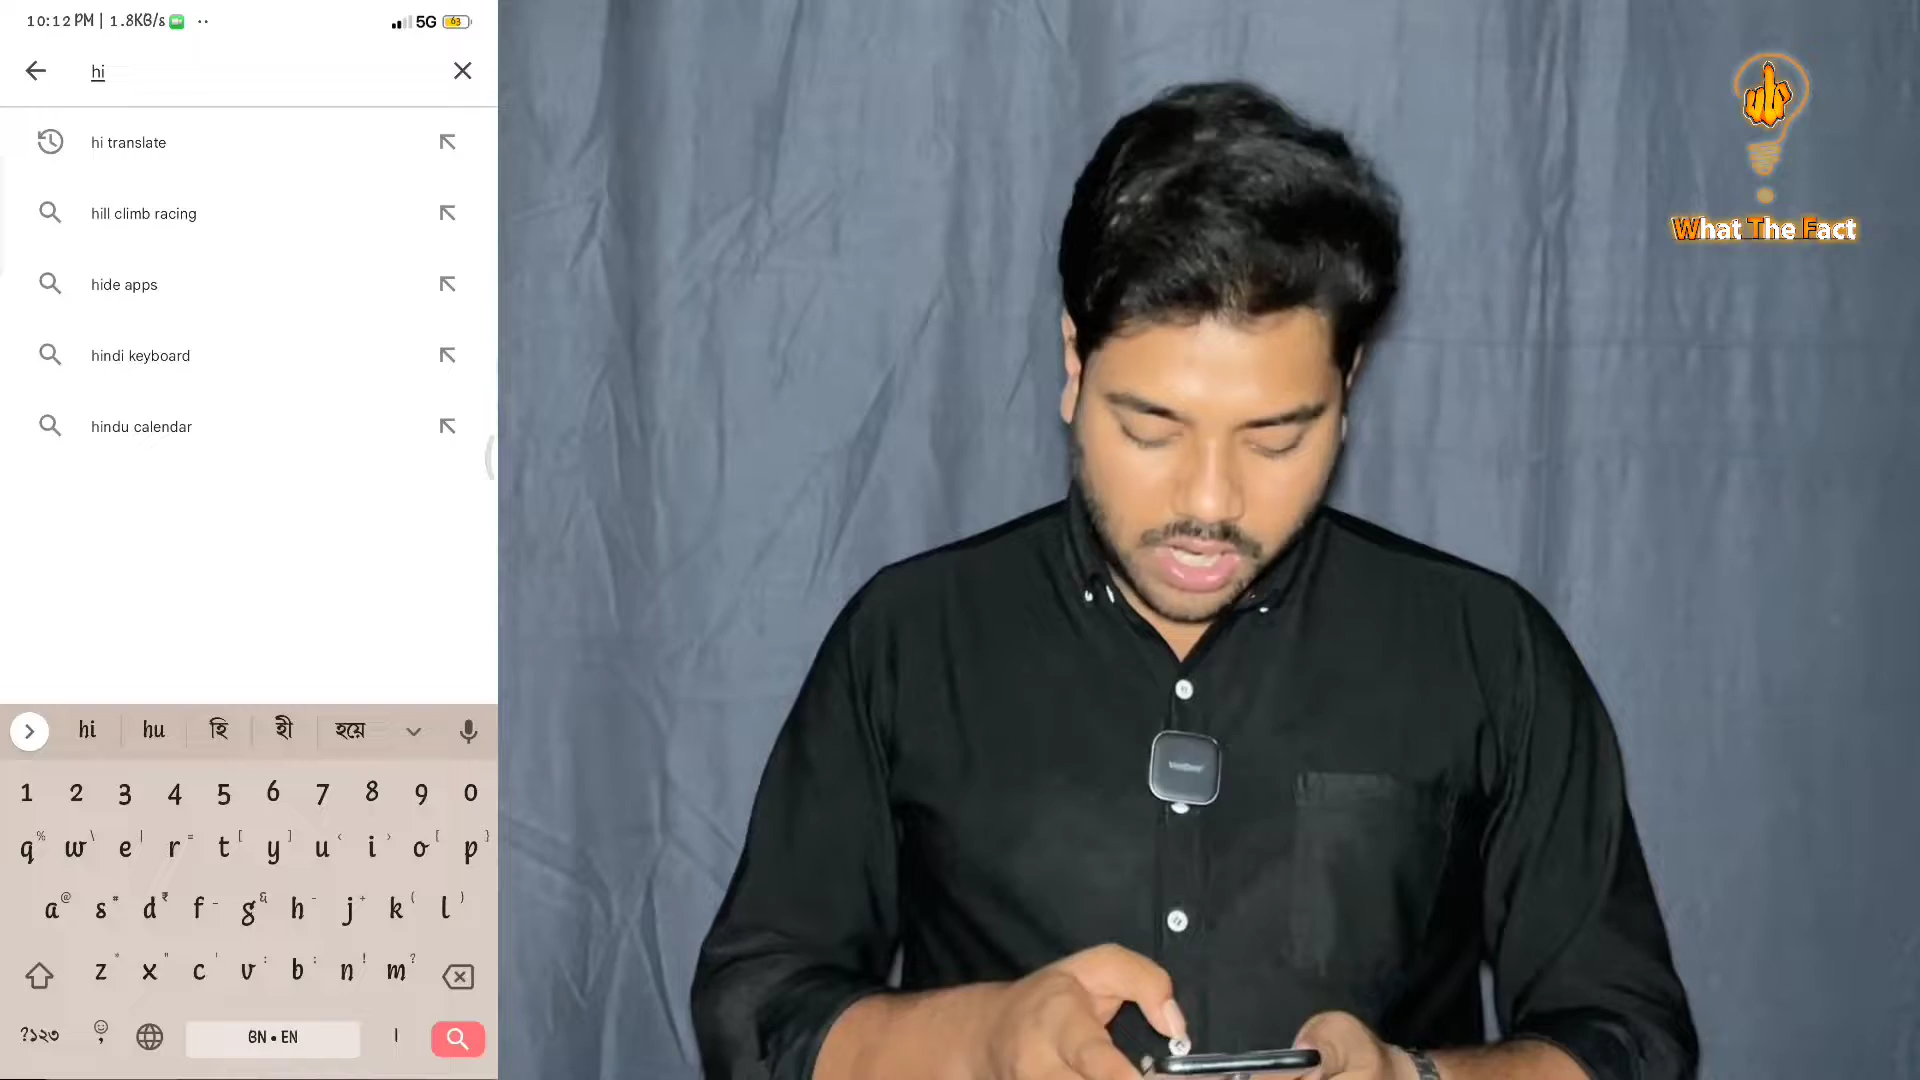 10:12 PM | 1.8KB/s
5G
63
hi
hi translate
hill climb racing
hide apps
hindi keyboard
hindu calendar
What The Fact
hi hu হি হী হয়ে
1 2 3 4 5 6 7 8 9 0
q w e r t y u i o p
a s d f g h j k l
z x c v b n m
?১২৩ BN • EN ।